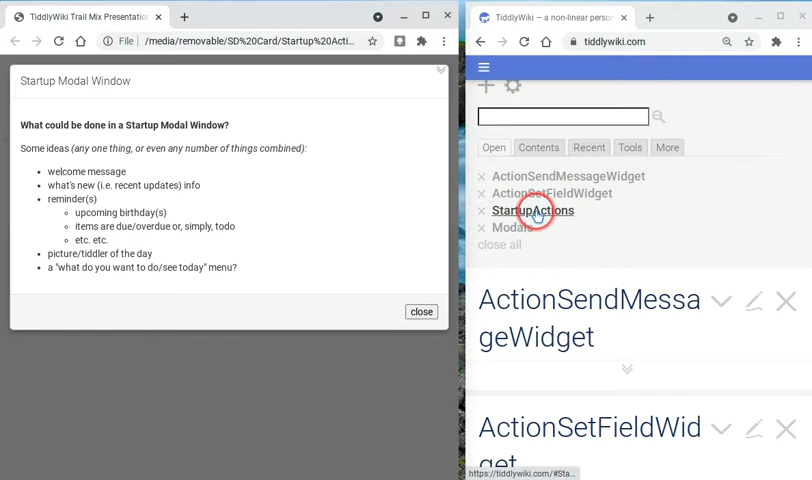 TiddlyWiki Trail Mix Presentation
File
/media/removable/SD%20Card/Startup%20Acti...
Startup Modal Window
What could be done in a Startup Modal Window?
Some ideas (any one thing, or even any number of things combined):
welcome message
what's new (i.e. recent updates) info
reminder(s)
upcoming birthday(s)
items are due/overdue or, simply, todo
etc. etc.
picture/tiddler of the day
a "what do you want to do/see today" menu?
close
TiddlyWiki — a non-linear person
tiddlywiki.com
Open
Contents
Recent
Tools
More
ActionSendMessageWidget
ActionSetFieldWidget
StartupActions
Modals
close all
ActionSendMessa
geWidget
ActionSetFieldWid
get
https://tiddlywiki.com/#Sta...